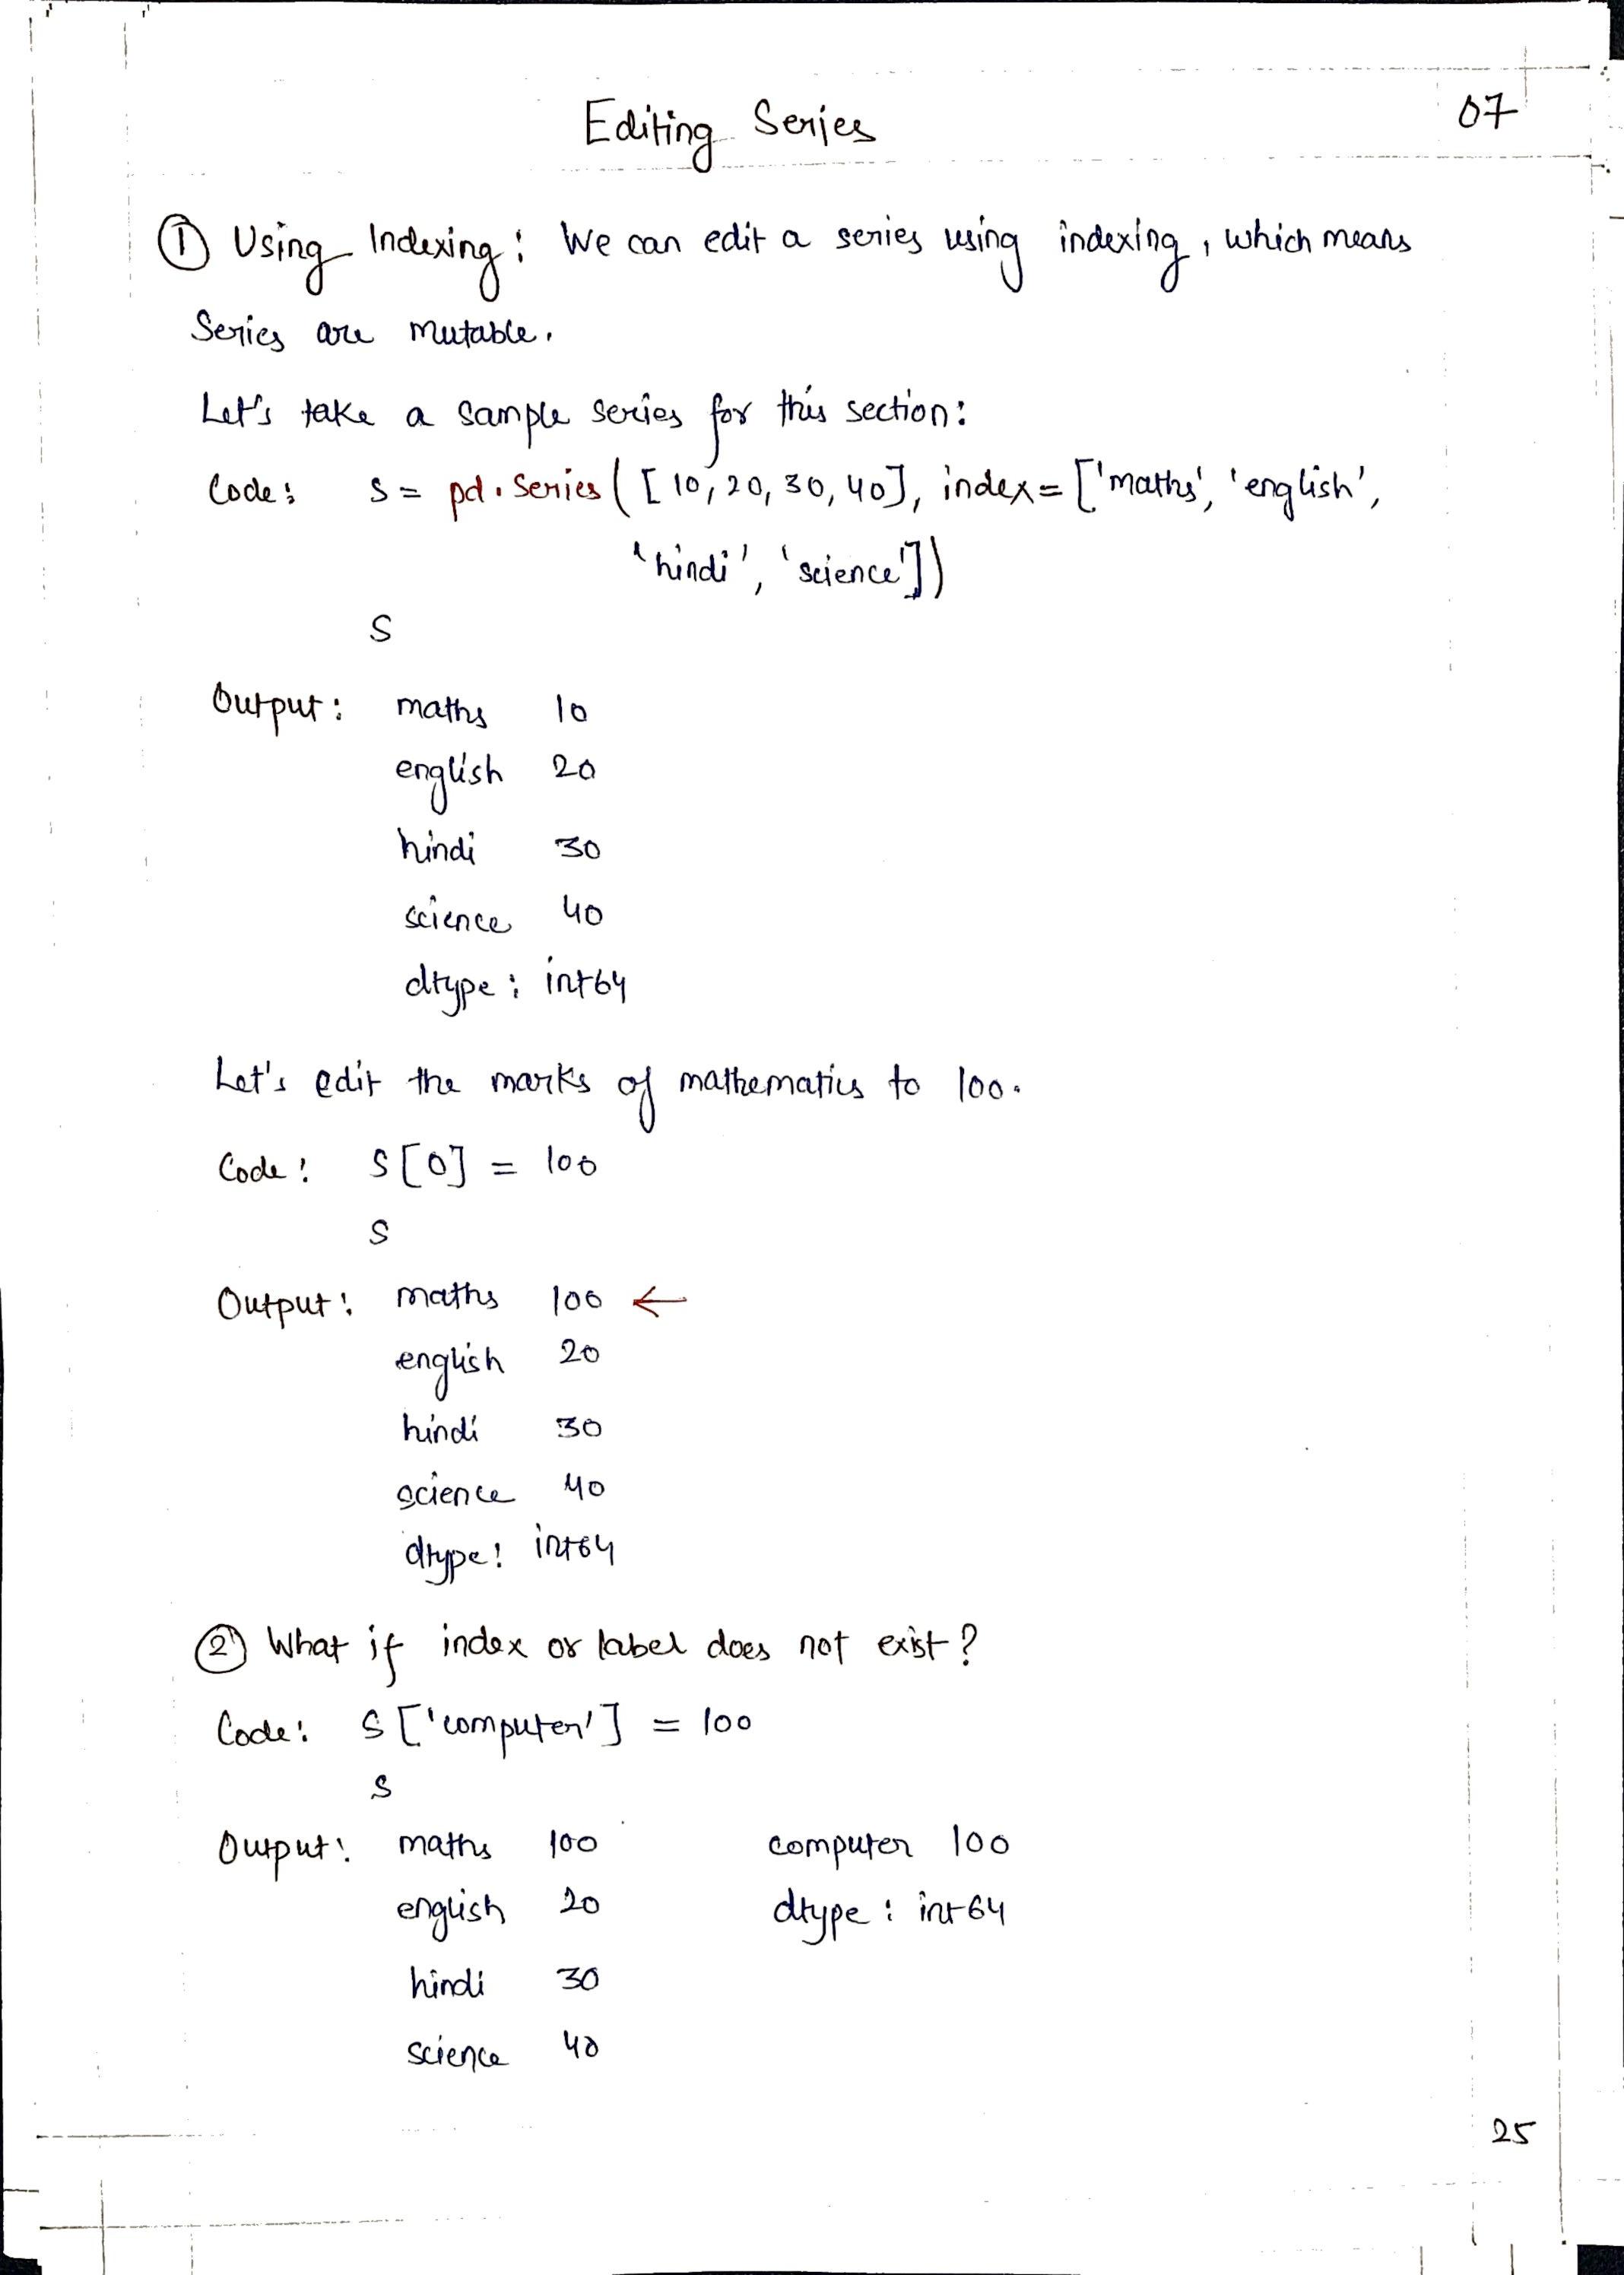 Editing Series
07
① Using Indexing: We can edit a series using indexing, which means
Series are mutable.
Let's take a sample series for this section:
Code: S = pd.Series([10, 20, 30, 40], index=['maths', 'english',
'hindi', 'science'])
S
Output: maths 10
english 20
hindi 30
science 40
dtype: int64
Let's edit the marks of mathematics to 100.
Code: S[0] = 100
S
Output: maths 100 ←
english 20
hindi 30
science 40
dtype: int64
② What if index or label does not exist?
Code: S['computer'] = 100
S
Output: maths 100 computer 100
english 20 dtype: int64
hindi 30
science 40
25